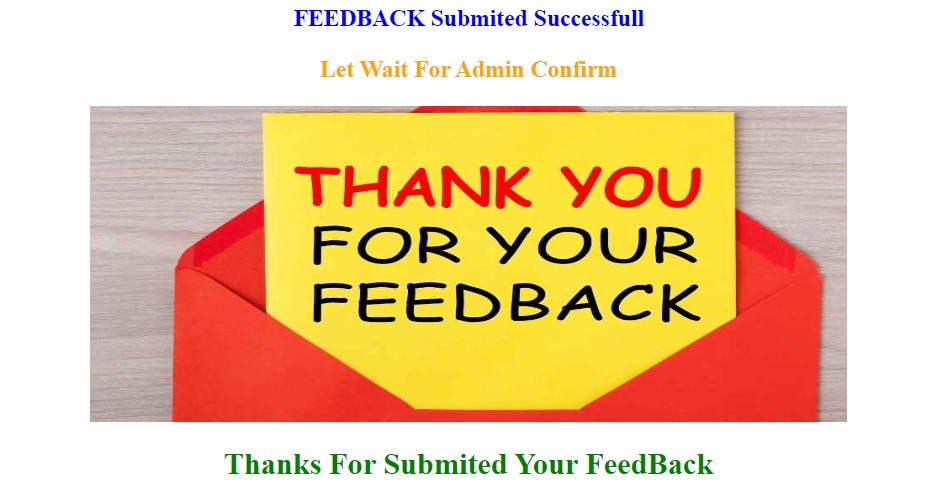 FEEDBACK Submited Successfull
Let Wait For Admin Confirm
THANK YOU
FOR YOUR
FEEDBACK
Thanks For Submited Your FeedBack